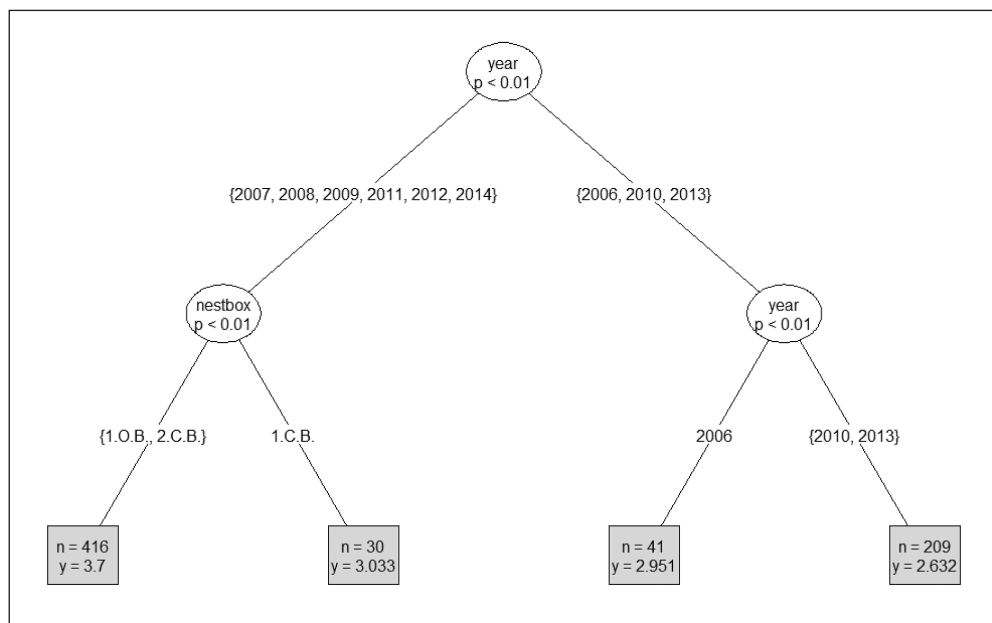 year
p < 0.01
{2007, 2008, 2009, 2011, 2012, 2014}
{2006, 2010, 2013}
nestbox
p < 0.01
year
p < 0.01
{1.O.B., 2.C.B.}
1.C.B.
2006
{2010, 2013}
n = 416
y = 3.7
n = 30
y = 3.033
n = 41
y = 2.951
n = 209
y = 2.632